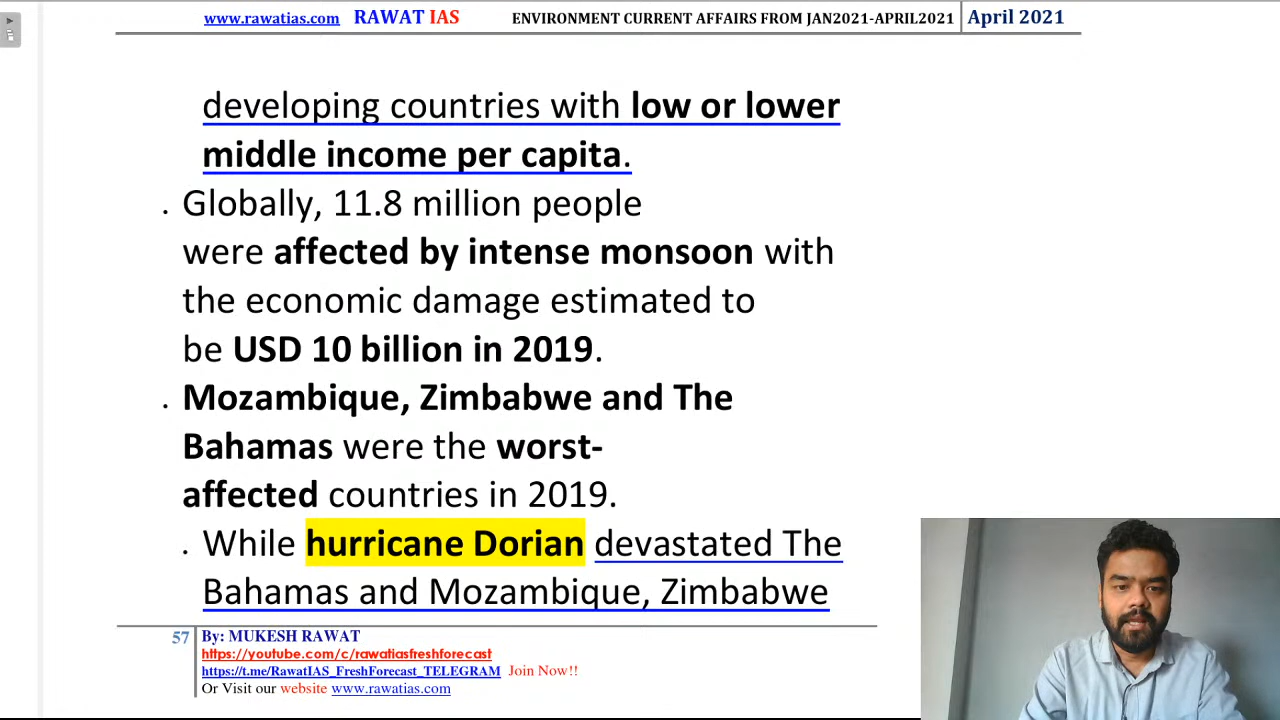 www.rawatias.com RAWAT IAS ENVIRONMENT CURRENT AFFAIRS FROM JAN2021-APRIL2021 April 2021
developing countries with low or lower
middle income per capita.
. Globally, 11.8 million people
were affected by intense monsoon with
the economic damage estimated to
be USD 10 billion in 2019.
. Mozambique, Zimbabwe and The
Bahamas were the worst-
affected countries in 2019.
. While hurricane Dorian devastated The
Bahamas and Mozambique, Zimbabwe
57 By: MUKESH RAWAT
https://youtube.com/c/rawatiasfreshforecast
https://t.me/RawatIAS_FreshForecast_TELEGRAM Join Now!!
Or Visit our website www.rawatias.com